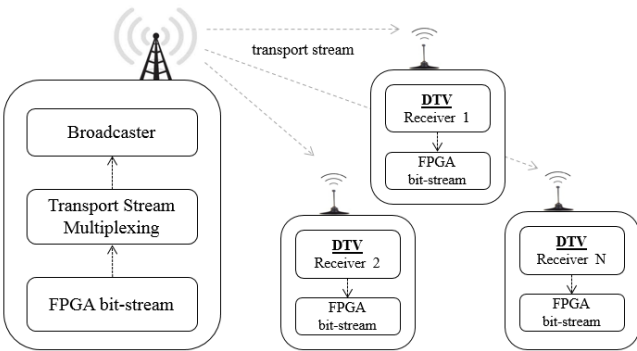 transport stream
Broadcaster
Transport Stream
Multiplexing
FPGA bit-stream
DTV
Receiver 1
FPGA
bit-stream
DTV
Receiver 2
FPGA
bit-stream
DTV
Receiver N
FPGA
bit-stream